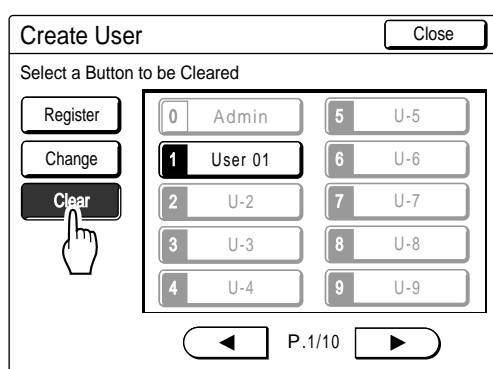 Create User
Close
Select a Button to be Cleared
Register
Change
Clear
0 Admin
1 User 01
2 U-2
3 U-3
4 U-4
5 U-5
6 U-6
7 U-7
8 U-8
9 U-9
P.1/10